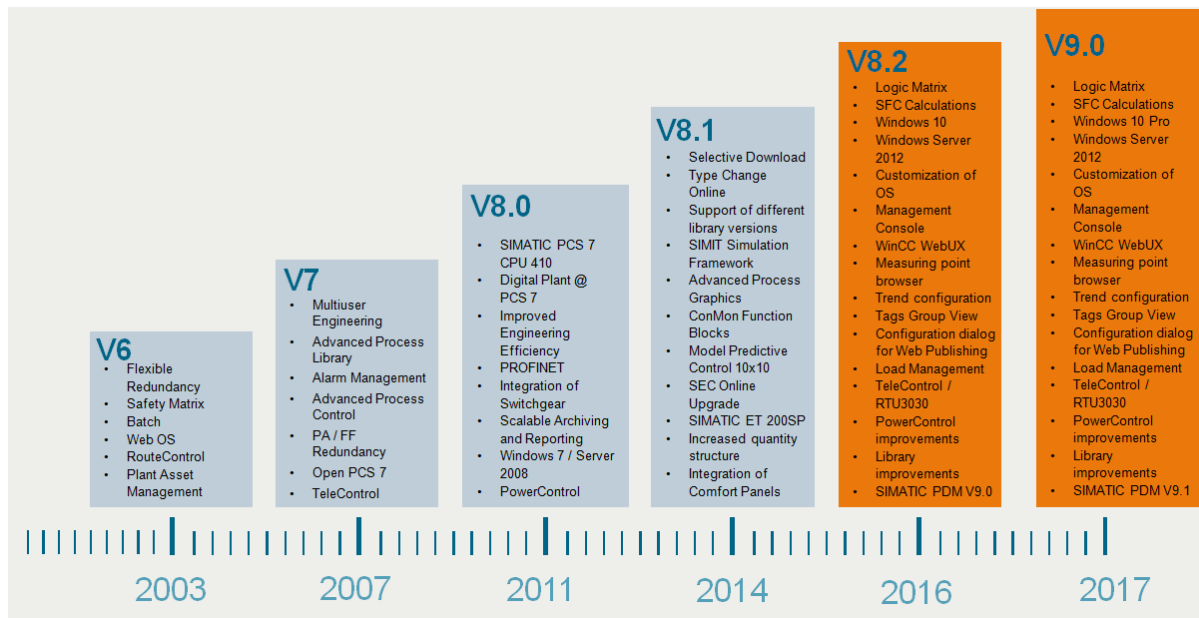 V6
• Flexible
Redundancy
• Safety Matrix
• Batch
• Web OS
• RouteControl
• Plant Asset
Management
V7
• Multiuser
Engineering
• Advanced Process
Library
• Alarm Management
• Advanced Process
Control
• PA / FF
Redundancy
• Open PCS 7
• TeleControl
V8.0
• SIMATIC PCS 7
CPU 410
• Digital Plant @
PCS 7
• Improved
Engineering
Efficiency
• PROFINET
• Integration of
Switchgear
• Scalable Archiving
and Reporting
• Windows 7 / Server
2008
• PowerControl
V8.1
• Selective Download
• Type Change
Online
• Support of different
library versions
• SIMIT Simulation
Framework
• Advanced Process
Graphics
• ConMon Function
Blocks
• Model Predictive
Control 10x10
• SEC Online
Upgrade
• SIMATIC ET 200SP
• Increased quantity
structure
• Integration of
Comfort Panels
V8.2
• Logic Matrix
• SFC Calculations
• Windows 10
• Windows Server
2012
• Customization of
OS
• Management
Console
• WinCC WebUX
• Measuring point
browser
• Trend configuration
• Tags Group View
• Configuration dialog
for Web Publishing
• Load Management
• TeleControl /
RTU3030
• PowerControl
improvements
• Library
improvements
• SIMATIC PDM V9.0
V9.0
• Logic Matrix
• SFC Calculations
• Windows 10 Pro
• Windows Server
2012
• Customization of
OS
• Management
Console
• WinCC WebUX
• Measuring point
browser
• Trend configuration
• Tags Group View
• Configuration dialog
for Web Publishing
• Load Management
• TeleControl /
RTU3030
• PowerControl
improvements
• Library
improvements
• SIMATIC PDM V9.1
2003
2007
2011
2014
2016
2017